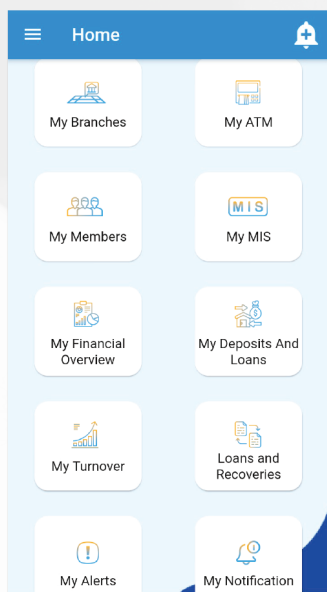 Home
My Branches
My ATM
My Members
MIS
My MIS
My Financial
Overview
My Deposits And
Loans
My Turnover
Loans and
Recoveries
My Alerts
My Notification